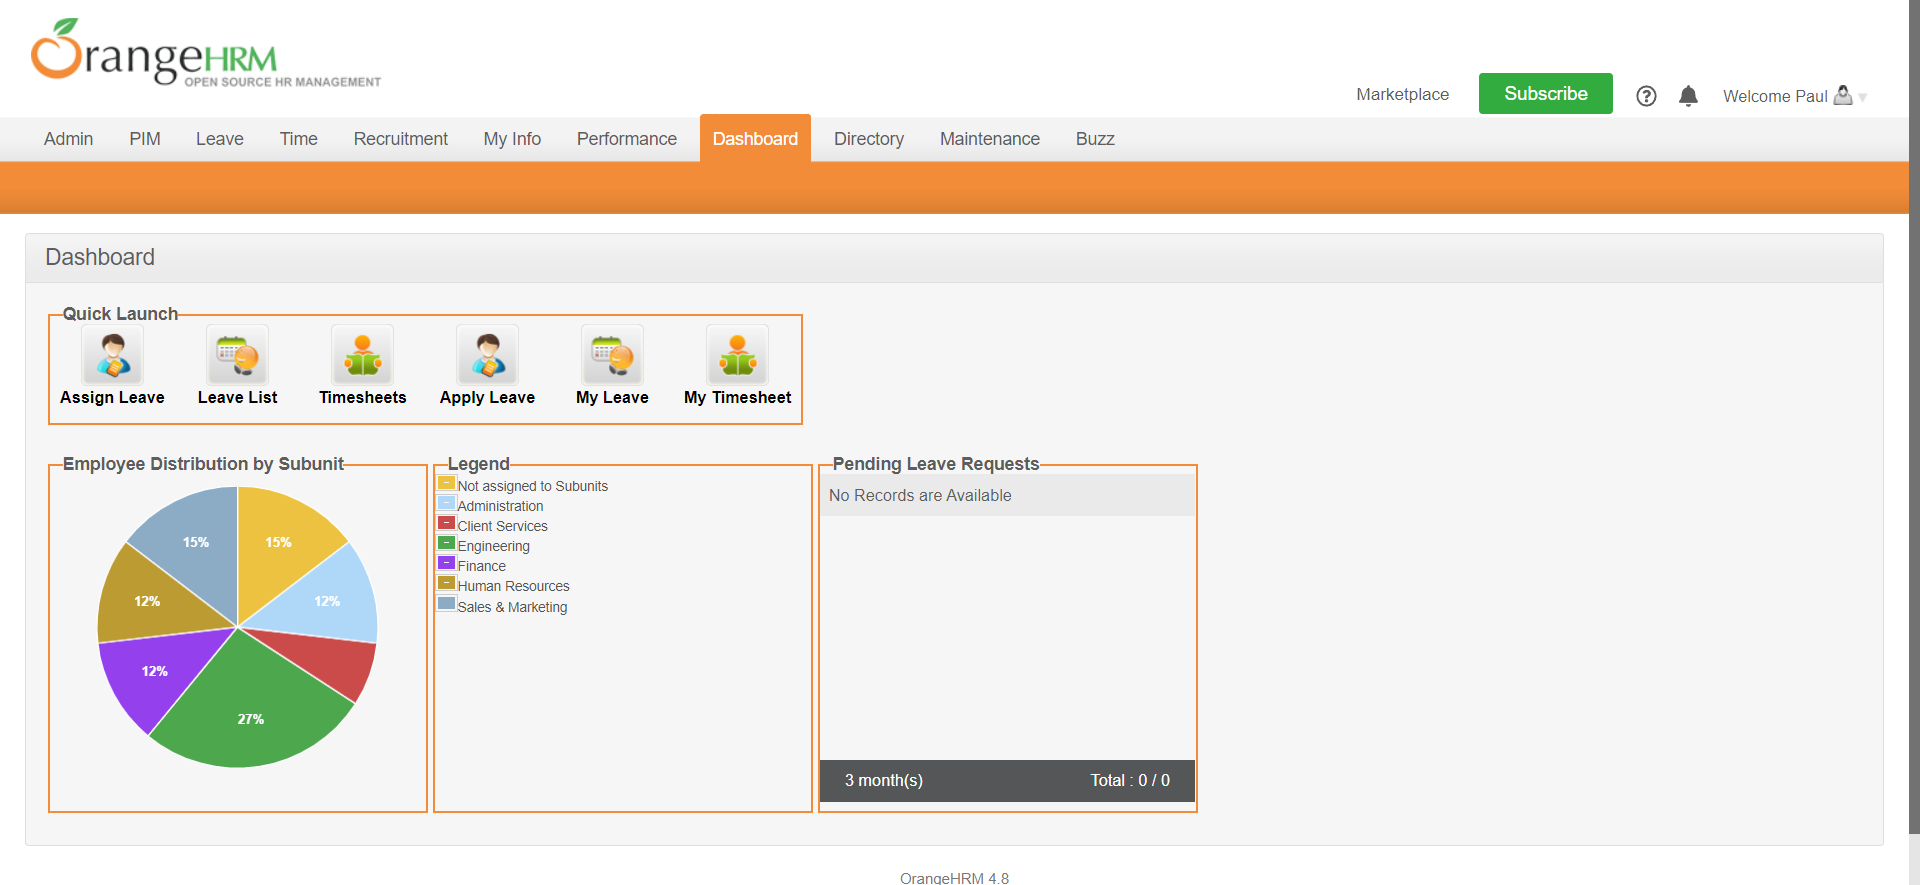 OrangeHRM
OPEN SOURCE HR MANAGEMENT
Marketplace
Subscribe
Welcome Paul
Admin
PIM
Leave
Time
Recruitment
My Info
Performance
Dashboard
Directory
Maintenance
Buzz
Dashboard
Quick Launch
Assign Leave
Leave List
Timesheets
Apply Leave
My Leave
My Timesheet
Employee Distribution by Subunit
15%
15%
12%
12%
12%
27%
Legend
Not assigned to Subunits
Administration
Client Services
Engineering
Finance
Human Resources
Sales & Marketing
Pending Leave Requests
No Records are Available
3 month(s)
Total : 0 / 0
OrangeHRM 4.8